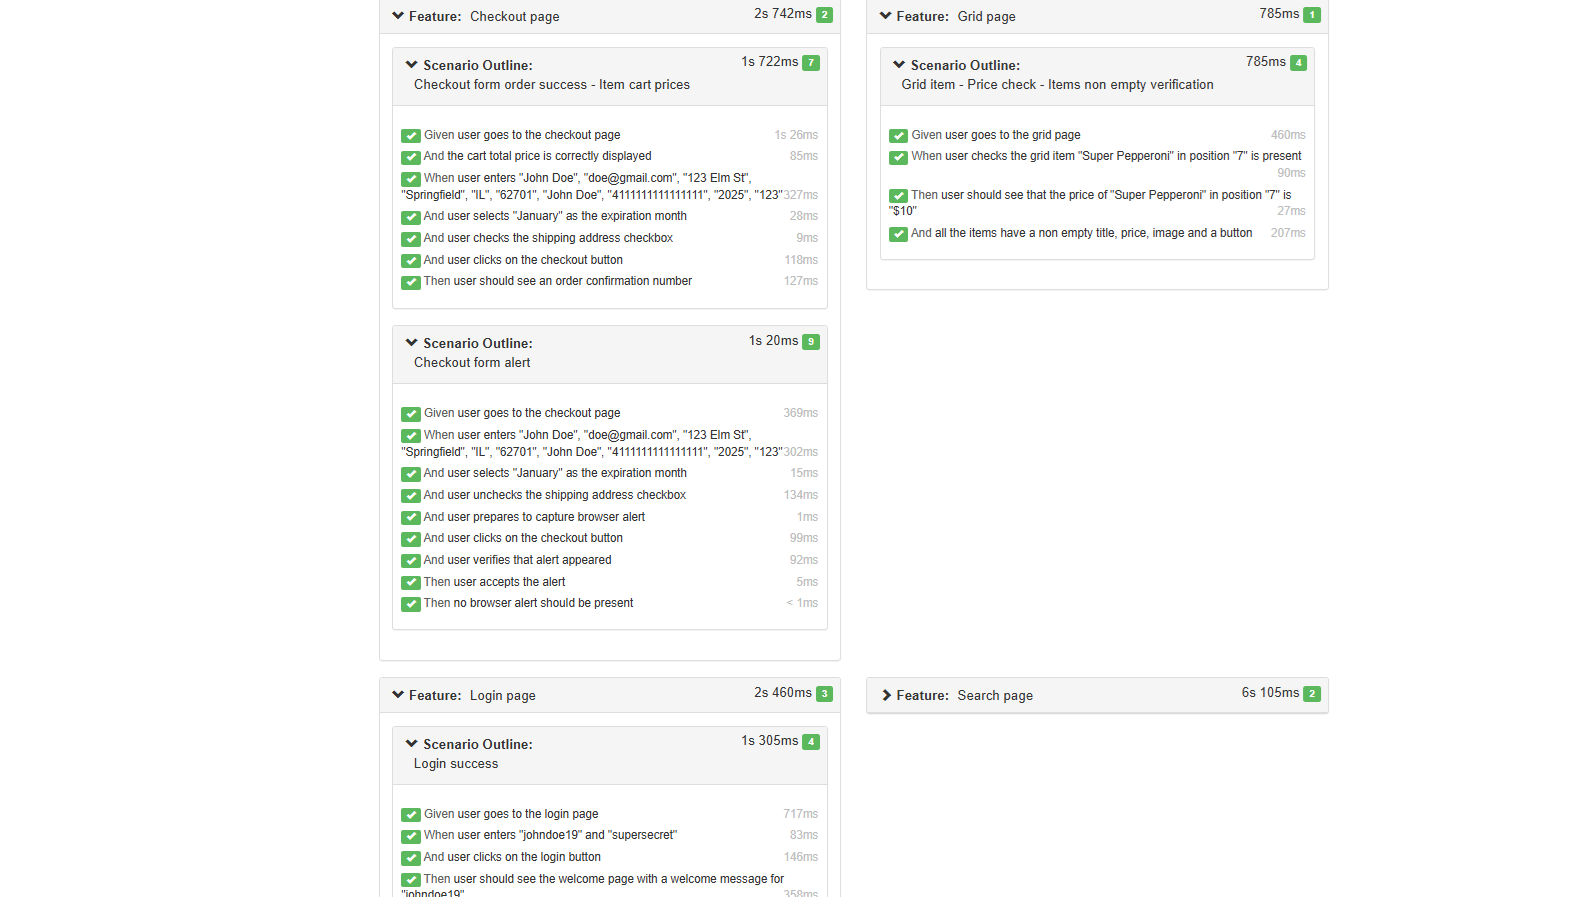 Feature: Checkout page 2s 742ms 2
Scenario Outline: 1s 722ms 7
Checkout form order success - Item cart prices
Given user goes to the checkout page 1s 26ms
And the cart total price is correctly displayed 85ms
When user enters "John Doe", "doe@gmail.com", "123 Elm St",
"Springfield", "IL", "62701", "John Doe", "4111111111111111", "2025", "123" 327ms
And user selects "January" as the expiration month 28ms
And user checks the shipping address checkbox 9ms
And user clicks on the checkout button 118ms
Then user should see an order confirmation number 127ms
Scenario Outline: 1s 20ms 9
Checkout form alert
Given user goes to the checkout page 369ms
When user enters "John Doe", "doe@gmail.com", "123 Elm St",
"Springfield", "IL", "62701", "John Doe", "4111111111111111", "2025", "123" 302ms
And user selects "January" as the expiration month 15ms
And user unchecks the shipping address checkbox 134ms
And user prepares to capture browser alert 1ms
And user clicks on the checkout button 99ms
And user verifies that alert appeared 92ms
Then user accepts the alert 5ms
Then no browser alert should be present < 1ms
Feature: Grid page 785ms 1
Scenario Outline: 785ms 4
Grid item - Price check - Items non empty verification
Given user goes to the grid page 460ms
When user checks the grid item "Super Pepperoni" in position "7" is present
90ms
Then user should see that the price of "Super Pepperoni" in position "7" is
"$10" 27ms
And all the items have a non empty title, price, image and a button 207ms
Feature: Login page 2s 460ms 3
Scenario Outline: 1s 305ms 4
Login success
Given user goes to the login page 717ms
When user enters "johndoe19" and "supersecret" 83ms
And user clicks on the login button 146ms
Then user should see the welcome page with a welcome message for
"johndoe19" 358ms
Feature: Search page 6s 105ms 2